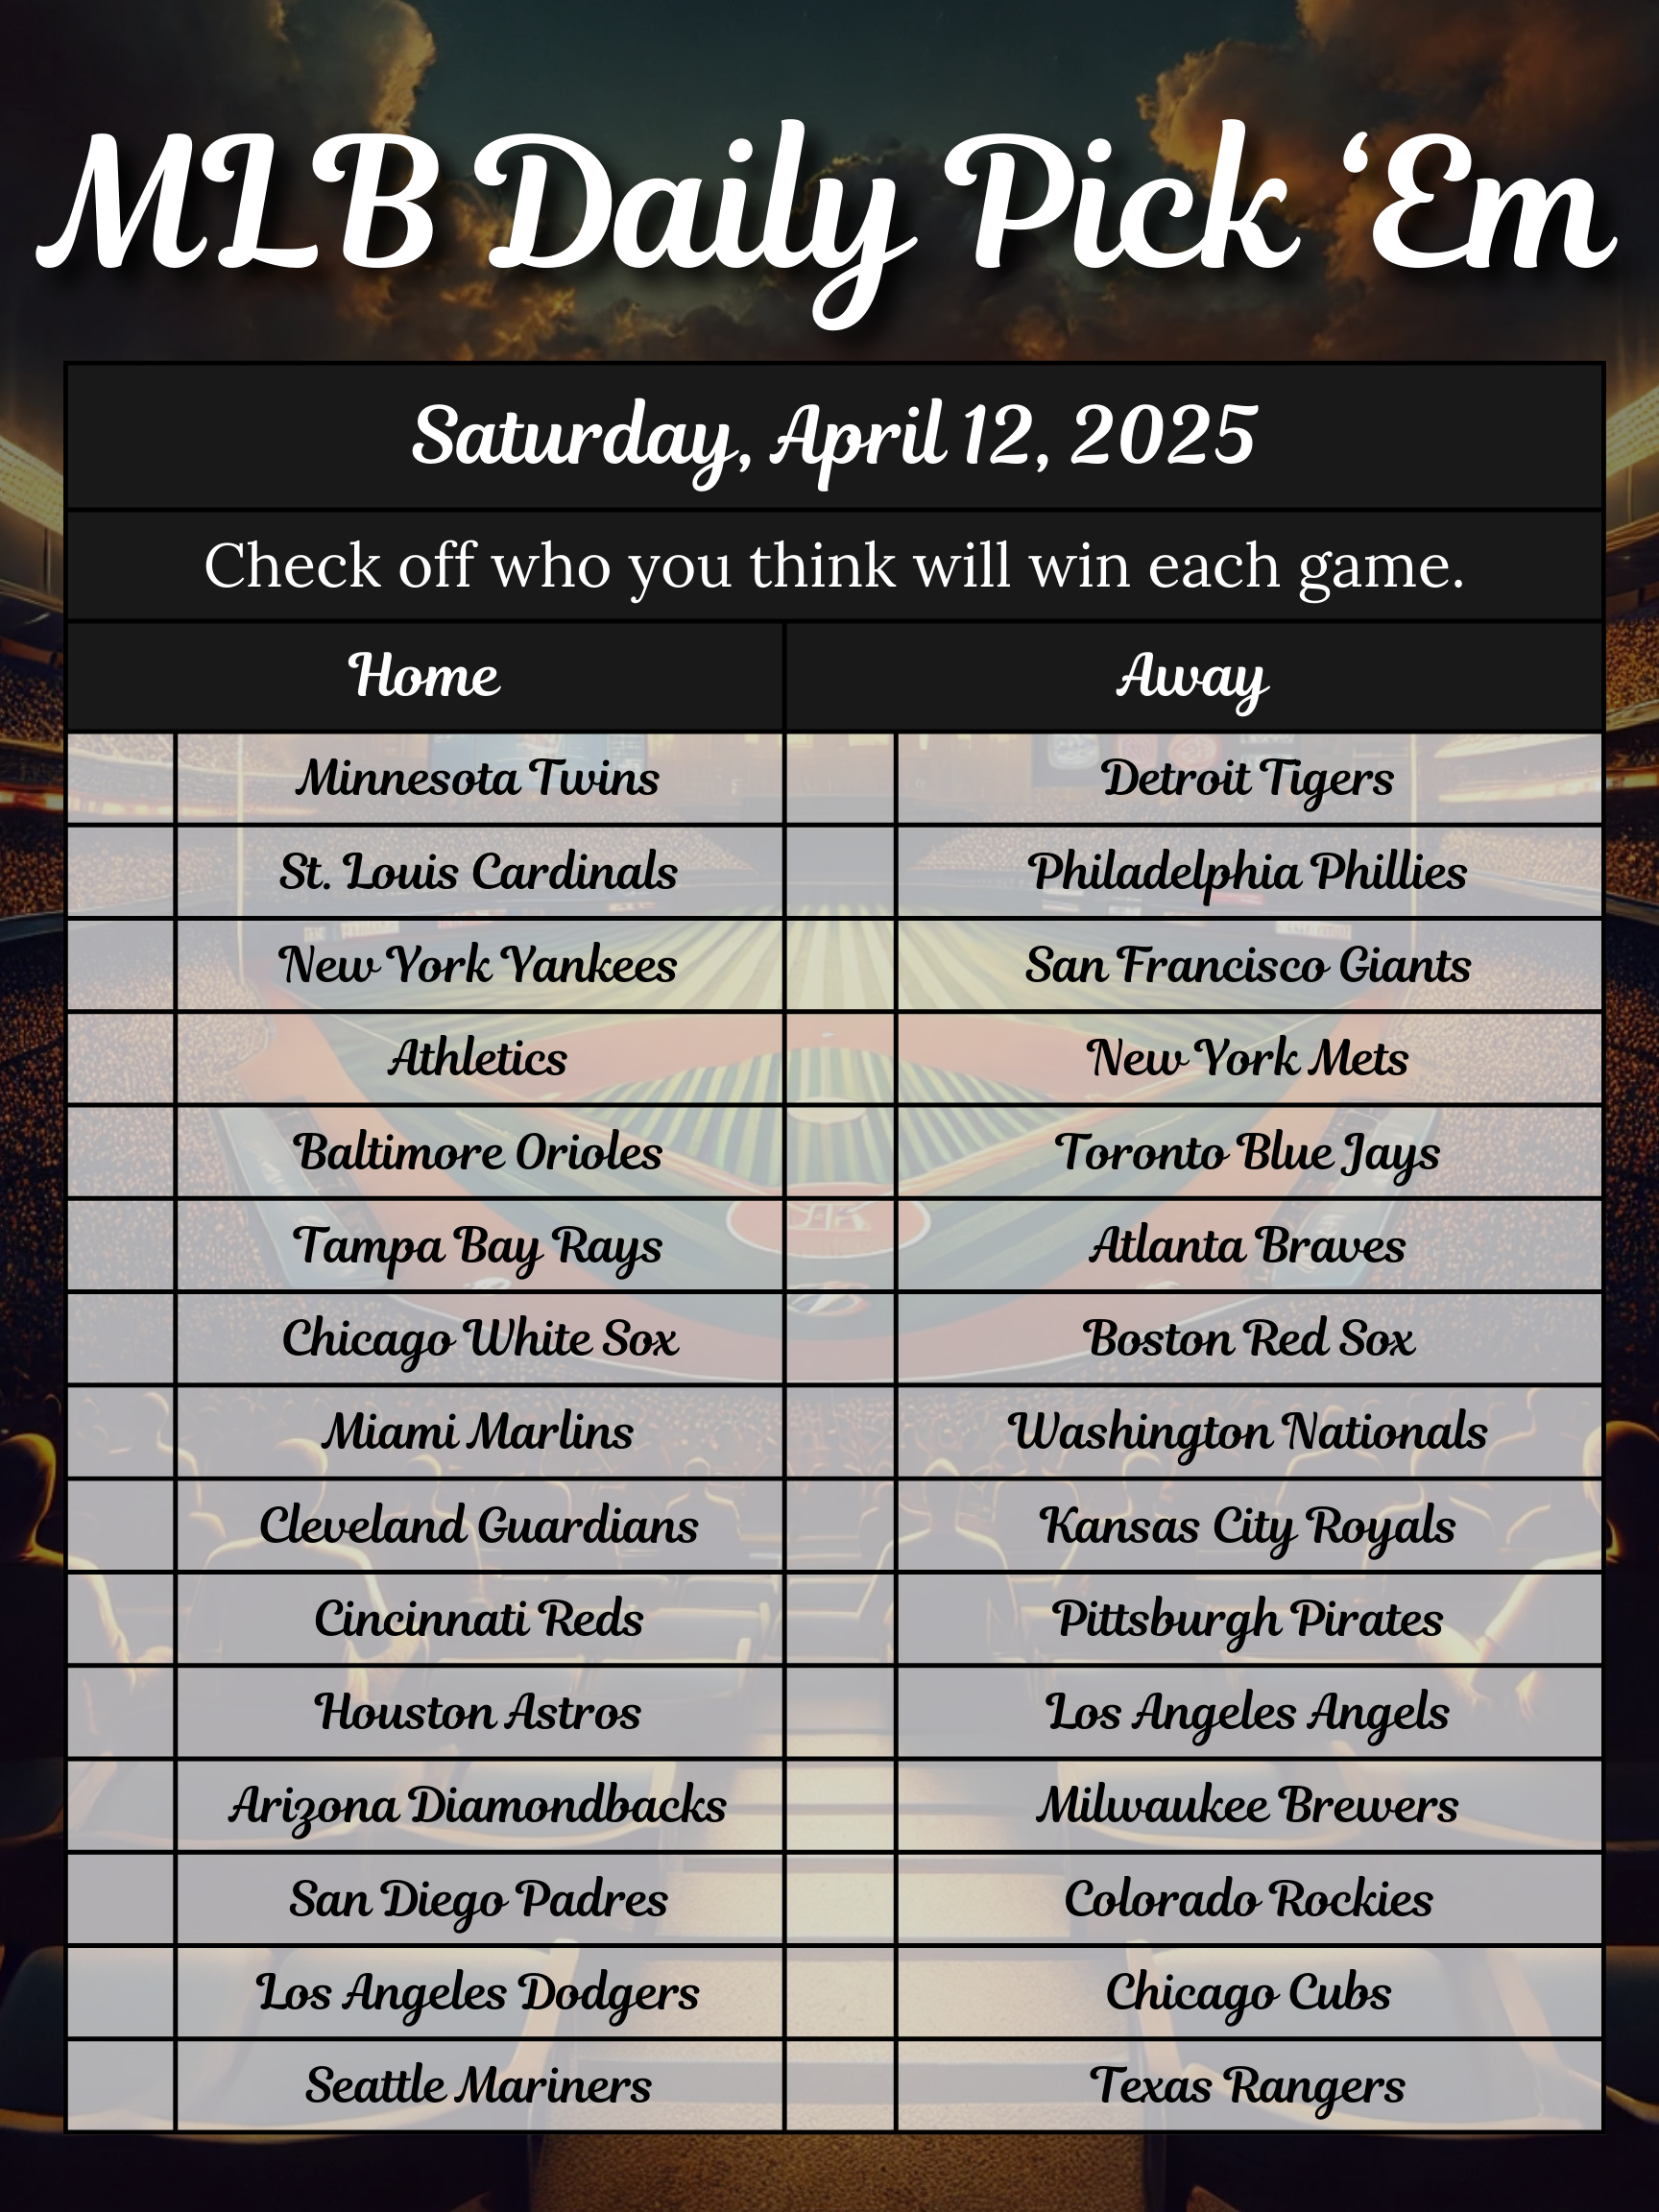 MLB Daily Pick ‘Em
Saturday, April 12, 2025
Check off who you think will win each game.
Home Away
Minnesota Twins Detroit Tigers
St. Louis Cardinals Philadelphia Phillies
New York Yankees San Francisco Giants
Athletics New York Mets
Baltimore Orioles Toronto Blue Jays
Tampa Bay Rays Atlanta Braves
Chicago White Sox Boston Red Sox
Miami Marlins Washington Nationals
Cleveland Guardians Kansas City Royals
Cincinnati Reds Pittsburgh Pirates
Houston Astros Los Angeles Angels
Arizona Diamondbacks Milwaukee Brewers
San Diego Padres Colorado Rockies
Los Angeles Dodgers Chicago Cubs
Seattle Mariners Texas Rangers